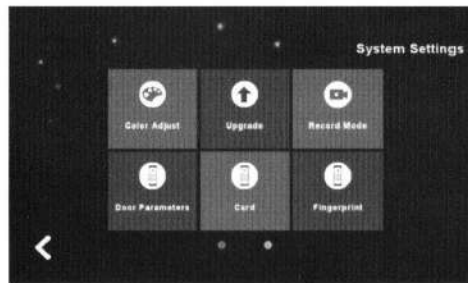 System Settings
Color Adjust
Upgrade
Record Mode
Door Parameters
Card
Fingerprint